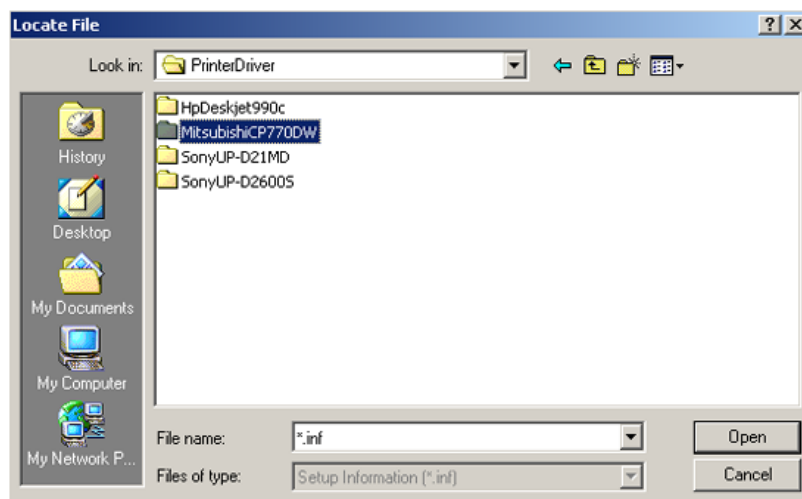 Locate File
Look in: PrinterDriver
HpDeskjet990c
MitsubishiCP770DW
SonyUP-D21MD
SonyUP-D2600S
History
Desktop
My Documents
My Computer
My Network P...
File name: *.inf Open
Files of type: Setup Information (*.inf) Cancel